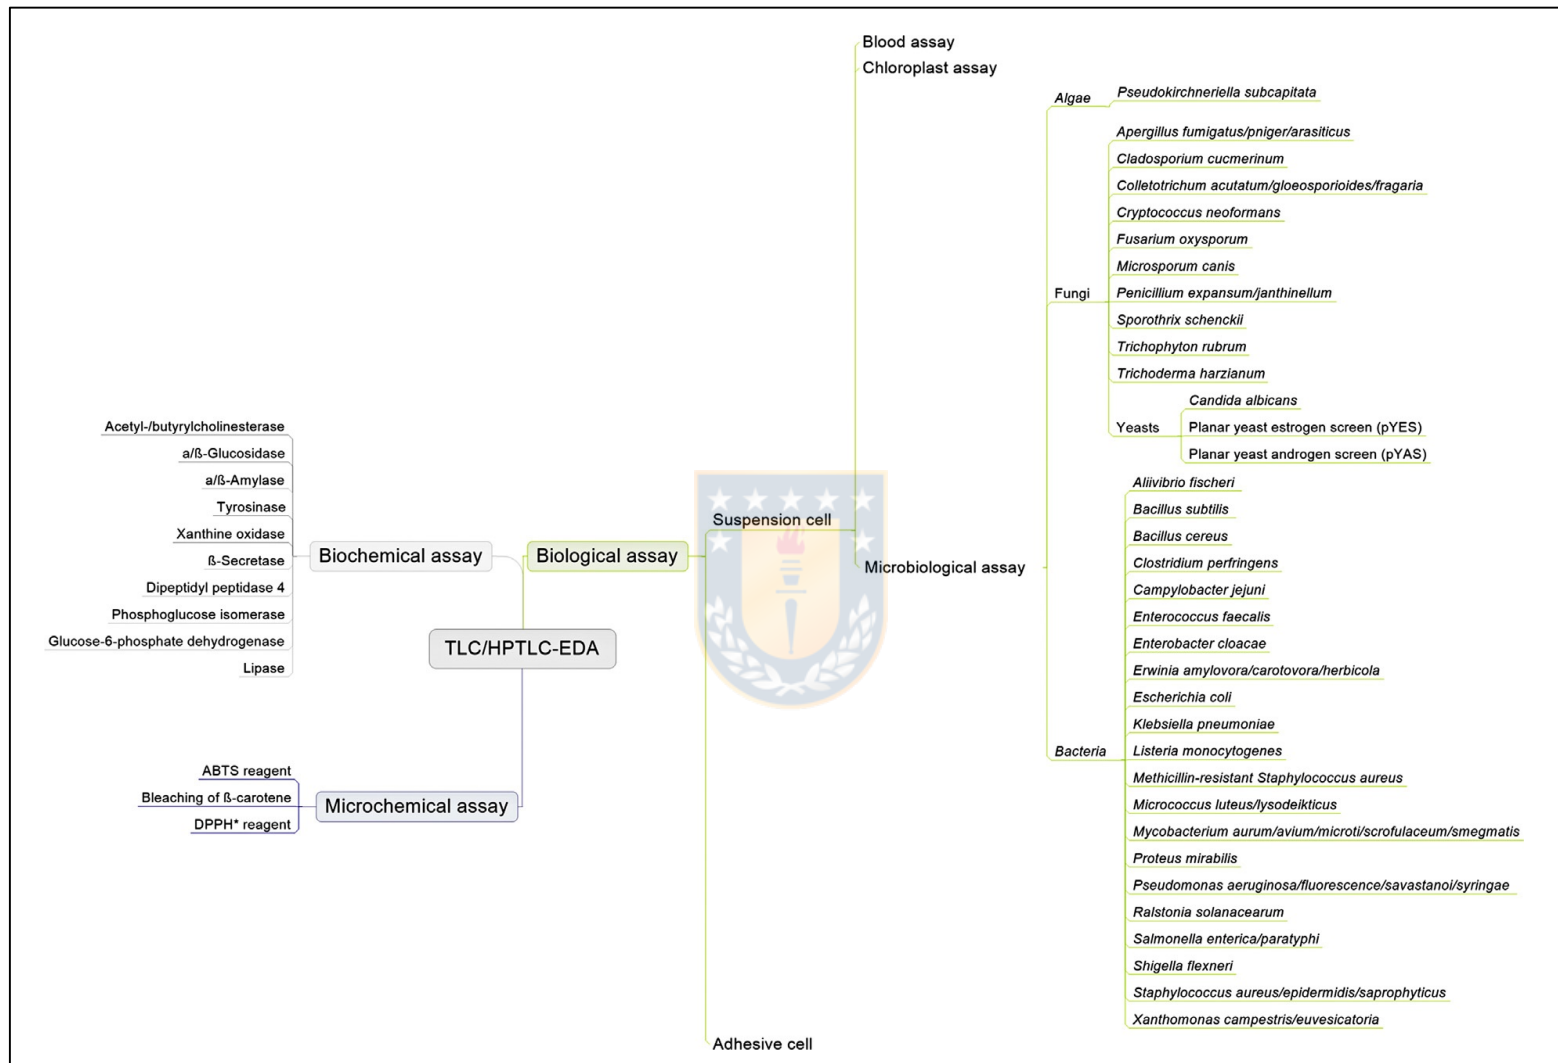 Blood assay
Chloroplast assay
Algae
Pseudokirchneriella subcapitata
Apergillus fumigatus/pniger/arasiticus
Cladosporium cucmerinum
Colletotrichum acutatum/gloeosporioides/fragaria
Cryptococcus neoformans
Fusarium oxysporum
Microsporum canis
Fungi
Penicillium expansum/janthinellum
Sporothrix schenckii
Trichophyton rubrum
Trichoderma harzianum
Yeasts
Candida albicans
Planar yeast estrogen screen (pYES)
Planar yeast androgen screen (pYAS)
Acetyl-/butyrylcholinesterase
a/ß-Glucosidase
a/ß-Amylase
Tyrosinase
Xanthine oxidase
ß-Secretase
Dipeptidyl peptidase 4
Phosphoglucose isomerase
Glucose-6-phosphate dehydrogenase
Lipase
Biochemical assay
Biological assay
TLC/HPTLC-EDA
Suspension cell
Microbiological assay
Aliivibrio fischeri
Bacillus subtilis
Bacillus cereus
Clostridium perfringens
Campylobacter jejuni
Enterococcus faecalis
Enterobacter cloacae
Erwinia amylovora/carotovora/herbicola
Escherichia coli
Klebsiella pneumoniae
Bacteria
Listeria monocytogenes
Methicillin-resistant Staphylococcus aureus
Micrococcus luteus/lysodeikticus
Mycobacterium aurum/avium/microti/scrofulaceum/smegmatis
Proteus mirabilis
Pseudomonas aeruginosa/fluorescence/savastanoi/syringae
Ralstonia solanacearum
Salmonella enterica/paratyphi
Shigella flexneri
Staphylococcus aureus/epidermidis/saprophyticus
Xanthomonas campestris/euvesicatoria
ABTS reagent
Bleaching of ß-carotene
DPPH* reagent
Microchemical assay
Adhesive cell